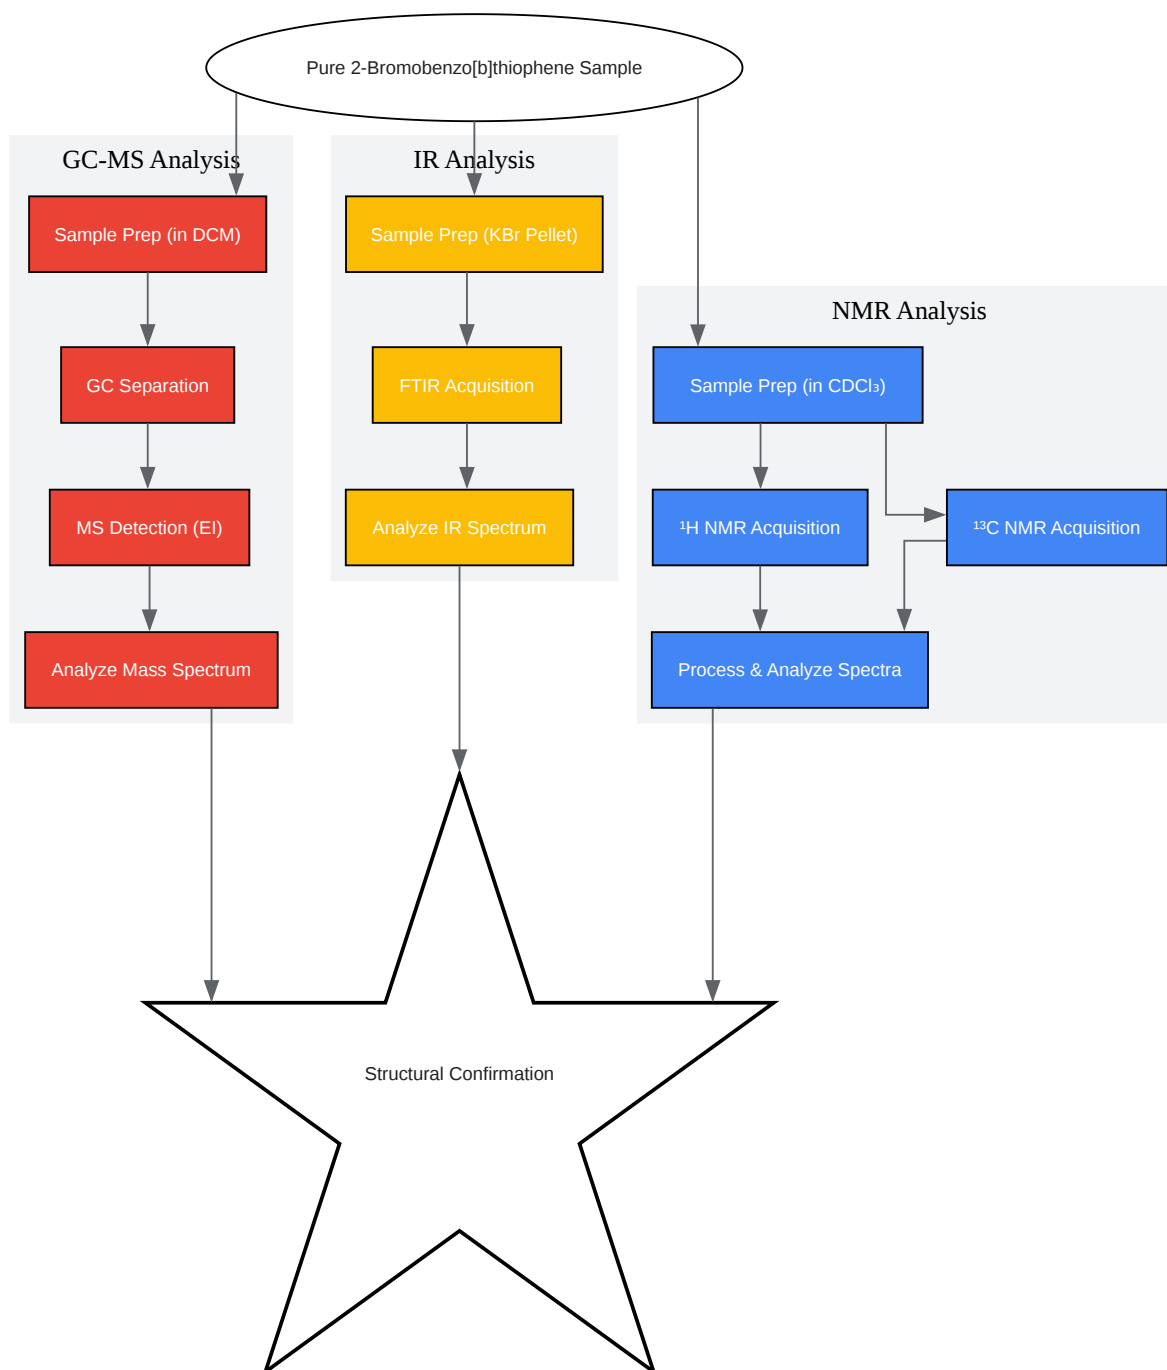 Pure 2-Bromobenzo[b]thiophene Sample
GC-MS Analysis
Sample Prep (in DCM)
GC Separation
MS Detection (EI)
Analyze Mass Spectrum
IR Analysis
Sample Prep (KBr Pellet)
FTIR Acquisition
Analyze IR Spectrum
NMR Analysis
Sample Prep (in CDCl₃)
¹H NMR Acquisition
¹³C NMR Acquisition
Process & Analyze Spectra
Structural Confirmation